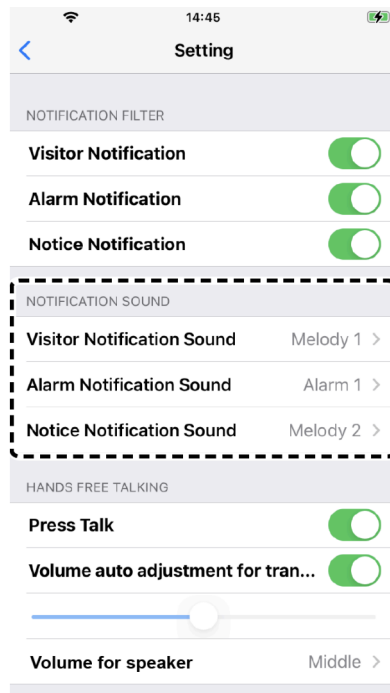 14:45
Setting
NOTIFICATION FILTER
Visitor Notification
Alarm Notification
Notice Notification
NOTIFICATION SOUND
Visitor Notification Sound Melody 1
Alarm Notification Sound Alarm 1
Notice Notification Sound Melody 2
HANDS FREE TALKING
Press Talk
Volume auto adjustment for tran...
Volume for speaker Middle